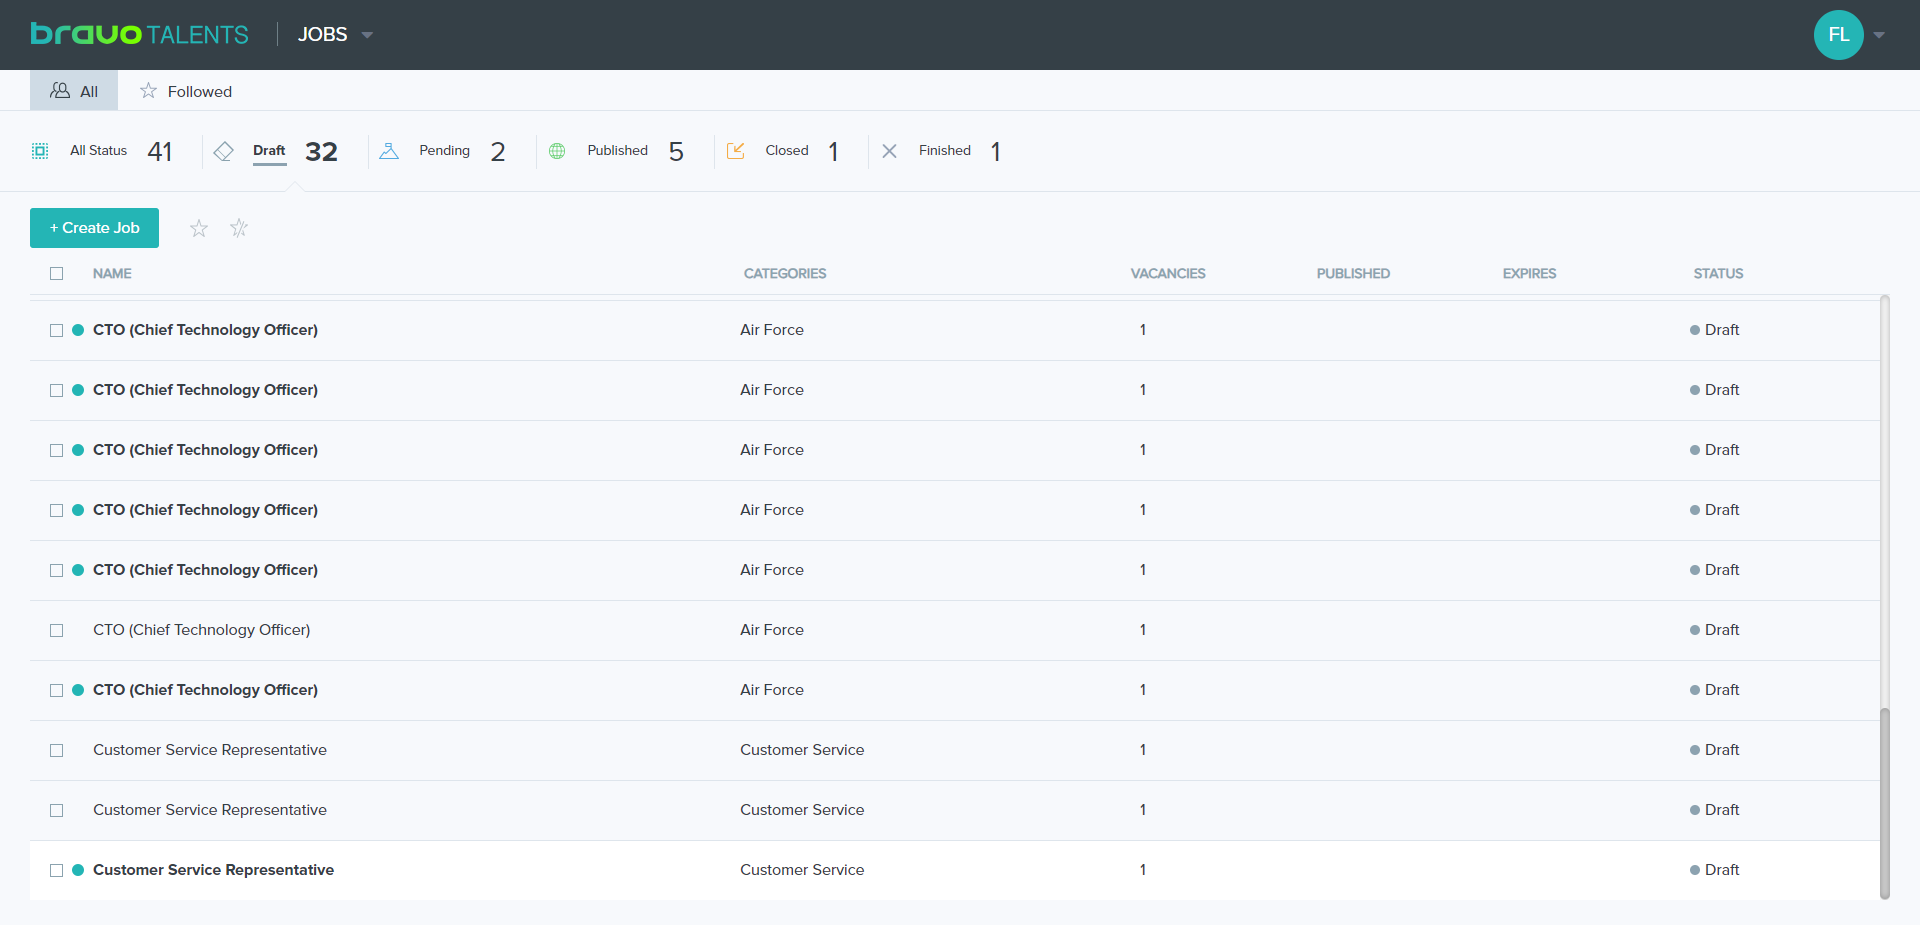 bravo TALENTS JOBS FL
All Followed
All Status 41 Draft 32 Pending 2 Published 5 Closed 1 Finished 1
+ Create Job
NAME CATEGORIES VACANCIES PUBLISHED EXPIRES STATUS
CTO (Chief Technology Officer) Air Force 1 Draft
CTO (Chief Technology Officer) Air Force 1 Draft
CTO (Chief Technology Officer) Air Force 1 Draft
CTO (Chief Technology Officer) Air Force 1 Draft
CTO (Chief Technology Officer) Air Force 1 Draft
CTO (Chief Technology Officer) Air Force 1 Draft
CTO (Chief Technology Officer) Air Force 1 Draft
Customer Service Representative Customer Service 1 Draft
Customer Service Representative Customer Service 1 Draft
Customer Service Representative Customer Service 1 Draft